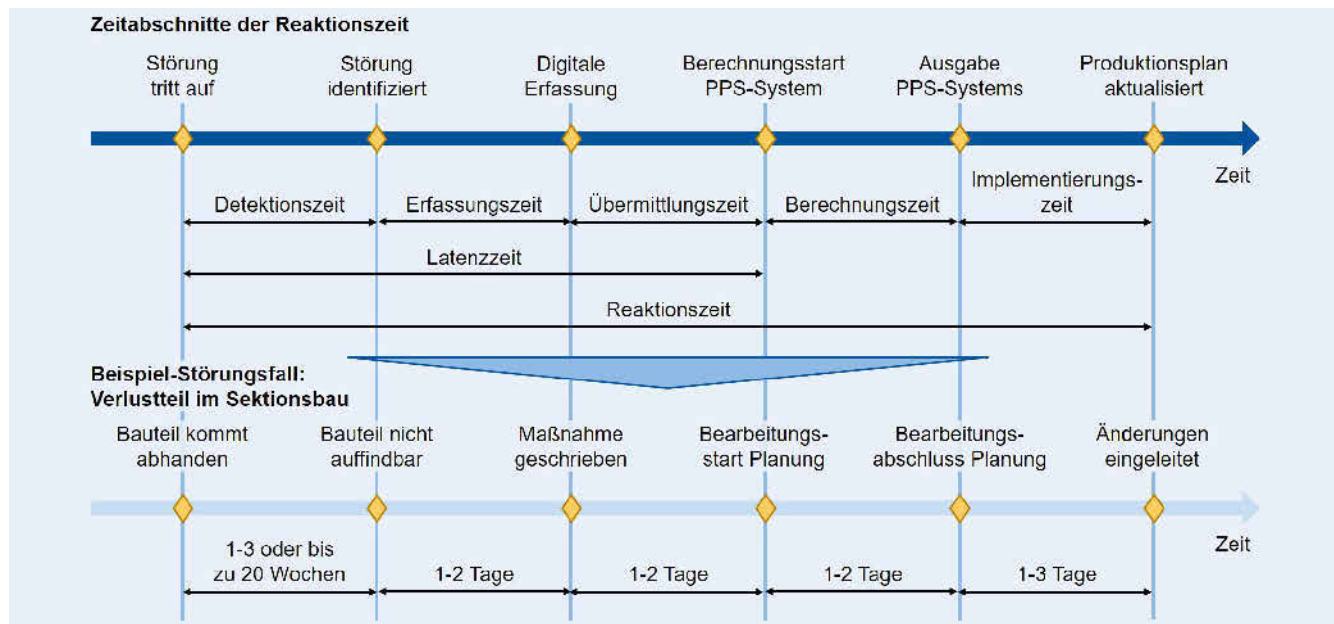 Zeitabschnitte der Reaktionszeit
Störung
tritt auf
Störung
identifiziert
Digitale
Erfassung
Berechnungsstart
PPS-System
Ausgabe
PPS-Systems
Produktionsplan
aktualisiert
Zeit
Detektionszeit
Erfassungszeit
Übermittlungszeit
Berechnungszeit
Implementierungs-
zeit
Latenzzeit
Reaktionszeit
Beispiel-Störungsfall:
Verlustteil im Sektionsbau
Bauteil kommt
abhanden
Bauteil nicht
auffindbar
Maßnahme
geschrieben
Bearbeitungs-
start Planung
Bearbeitungs-
abschluss Planung
Änderungen
eingeleitet
Zeit
1-3 oder bis
zu 20 Wochen
1-2 Tage
1-2 Tage
1-2 Tage
1-3 Tage